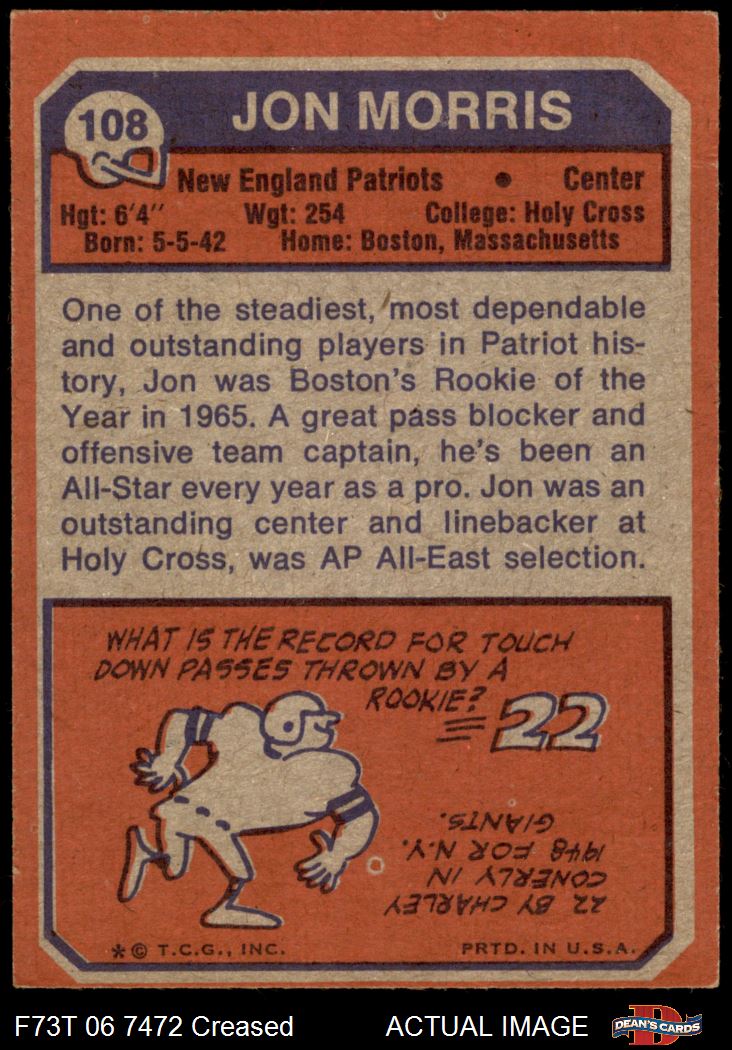 108
JON MORRIS
New England Patriots • Center
Hgt: 6'4" Wgt: 254 College: Holy Cross
Born: 5-5-42 Home: Boston, Massachusetts
One of the steadiest, most dependable
and outstanding players in Patriot his-
tory, Jon was Boston's Rookie of the
Year in 1965. A great pass blocker and
offensive team captain, he's been an
All-Star every year as a pro. Jon was an
outstanding center and linebacker at
Holy Cross, was AP All-East selection.
WHAT IS THE RECORD FOR TOUCH
DOWN PASSES THROWN BY A
ROOKIE?
22
22 BY CHARLEY
CONERLY IN
1948 FOR N.Y.
GIANTS.
* © T.C.G., INC. PRTD. IN U.S.A.
F73T 06 7472 Creased ACTUAL IMAGE
D
DEAN'S CARDS